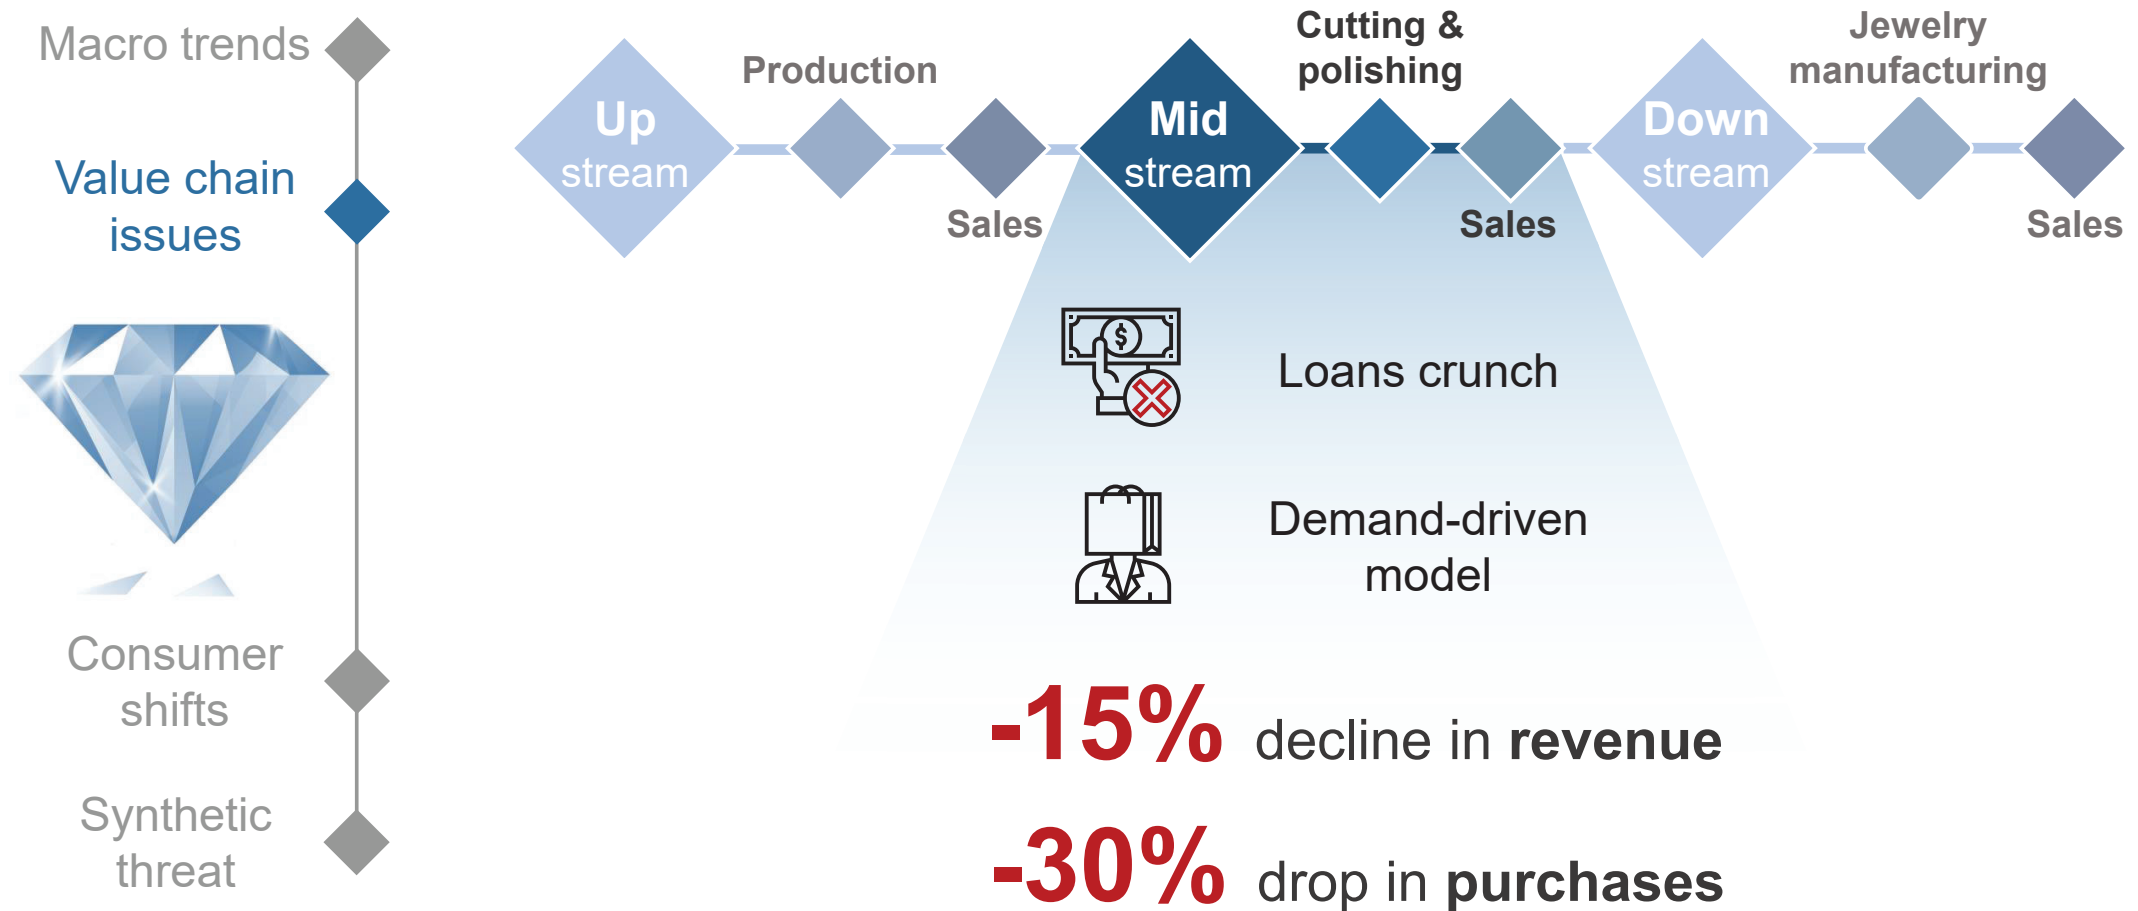 Macro trends
Value chain
issues
Consumer
shifts
Synthetic
threat
Up
stream
Production
Sales
Mid
stream
Cutting &
polishing
Sales
Down
stream
Jewelry
manufacturing
Sales
$
Loans crunch
Demand-driven
model
-15% decline in revenue
-30% drop in purchases